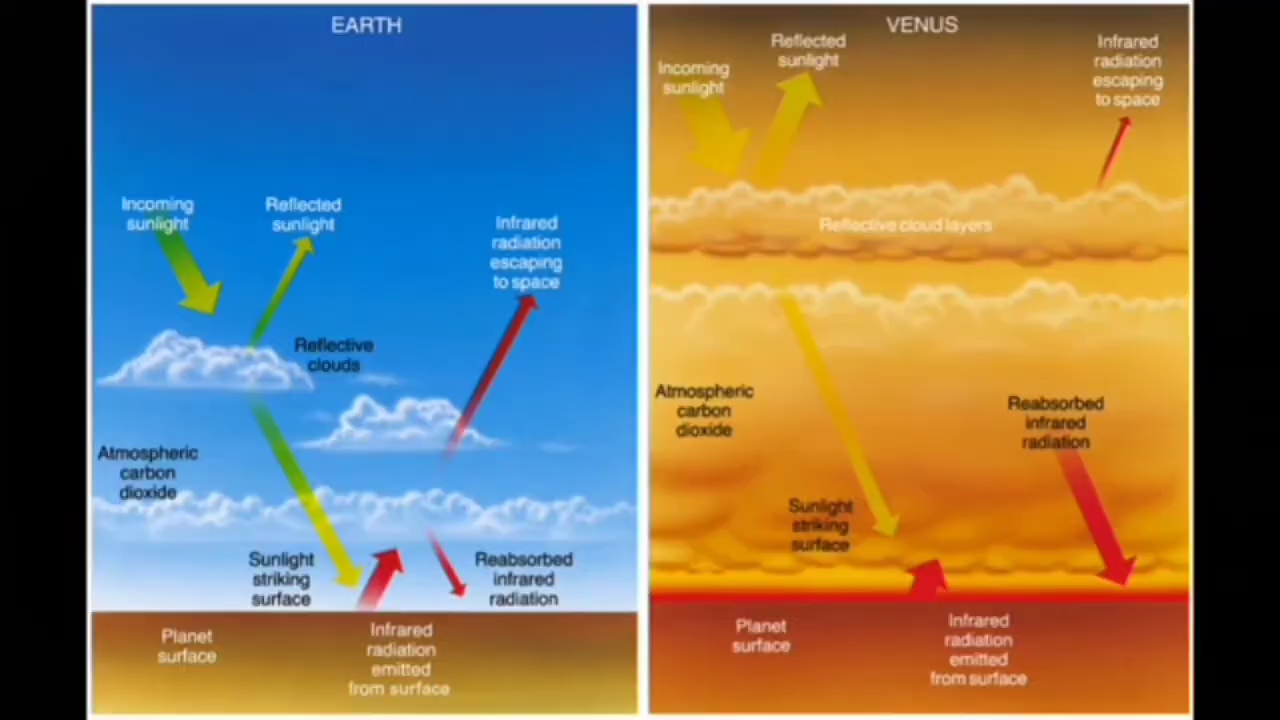 EARTH
Incoming
sunlight
Reflected
sunlight
Infrared
radiation
escaping
to space
Reflective
clouds
Atmospheric
carbon
dioxide
Sunlight
striking
surface
Reabsorbed
infrared
radiation
Planet
surface
Infrared
radiation
emitted
from surface
VENUS
Incoming
sunlight
Reflected
sunlight
Infrared
radiation
escaping
to space
Reflective cloud layers
Atmospheric
carbon
dioxide
Reabsorbed
infrared
radiation
Sunlight
striking
surface
Planet
surface
Infrared
radiation
emitted
from surface